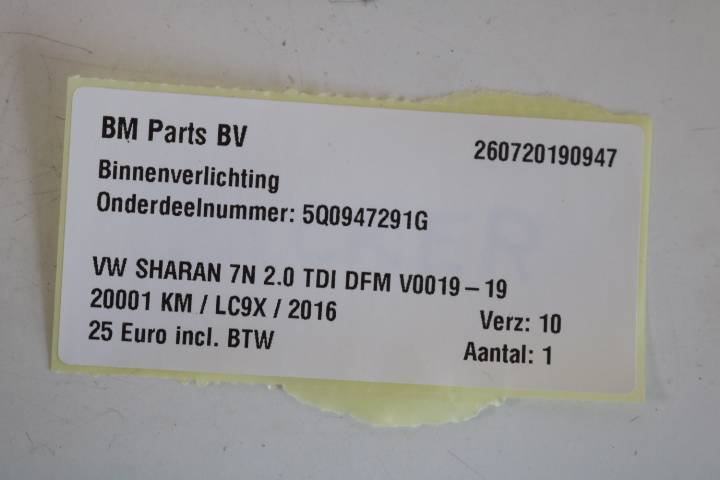 BM Parts BV
260720190947
Binnenverlichting
Onderdeelnummer: 5Q0947291G
VW SHARAN 7N 2.0 TDI DFM V0019-19
20001 KM / LC9X / 2016
Verz: 10
25 Euro incl. BTW
Aantal: 1